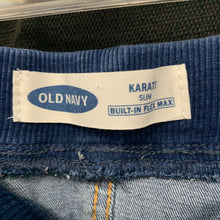 OLD NAVY
KARATE
SLIM
BUILT-IN FLEX MAX